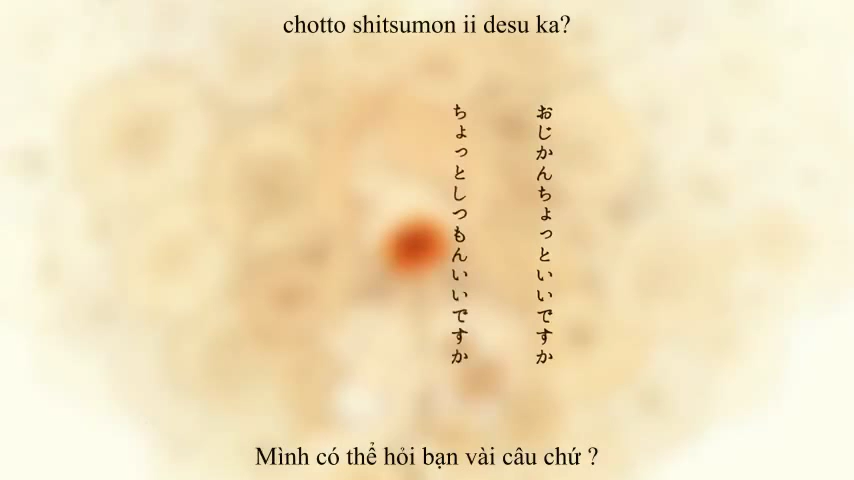 chotto shitsumon ii desu ka?
おじかんちょっといいですか
ちょっとしつもんいいですか
Mình có thể hỏi bạn vài câu chứ ?